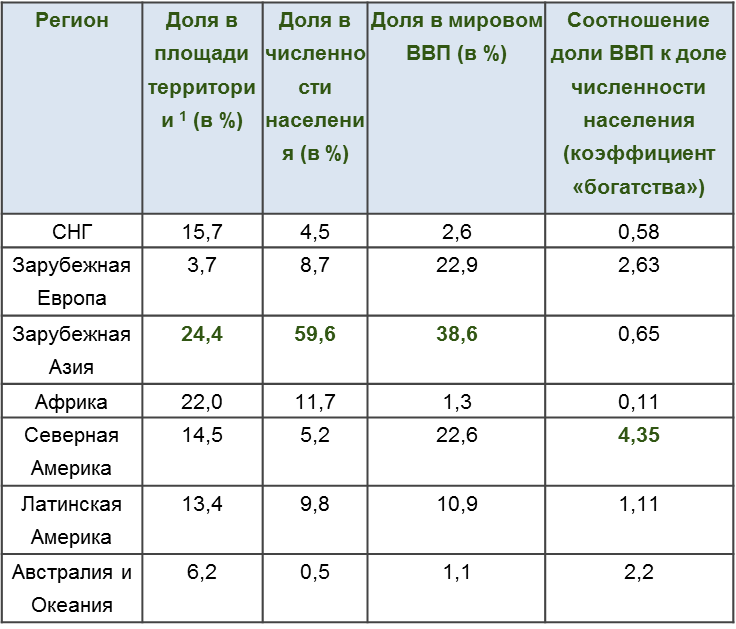 Регион
Доля в
площади
территори
и ¹ (в %)
Доля в
численно
сти
населени
я (в %)
Доля в мировом
ВВП (в %)
Соотношение
доли ВВП к доле
численности
населения
(коэффициент
«богатства»)
СНГ 15,7 4,5 2,6 0,58
Зарубежная 3,7 8,7 22,9 2,63
Европа
Зарубежная 24,4 59,6 38,6 0,65
Азия
Африка 22,0 11,7 1,3 0,11
Северная 14,5 5,2 22,6 4,35
Америка
Латинская 13,4 9,8 10,9 1,11
Америка
Австралия и 6,2 0,5 1,1 2,2
Океания